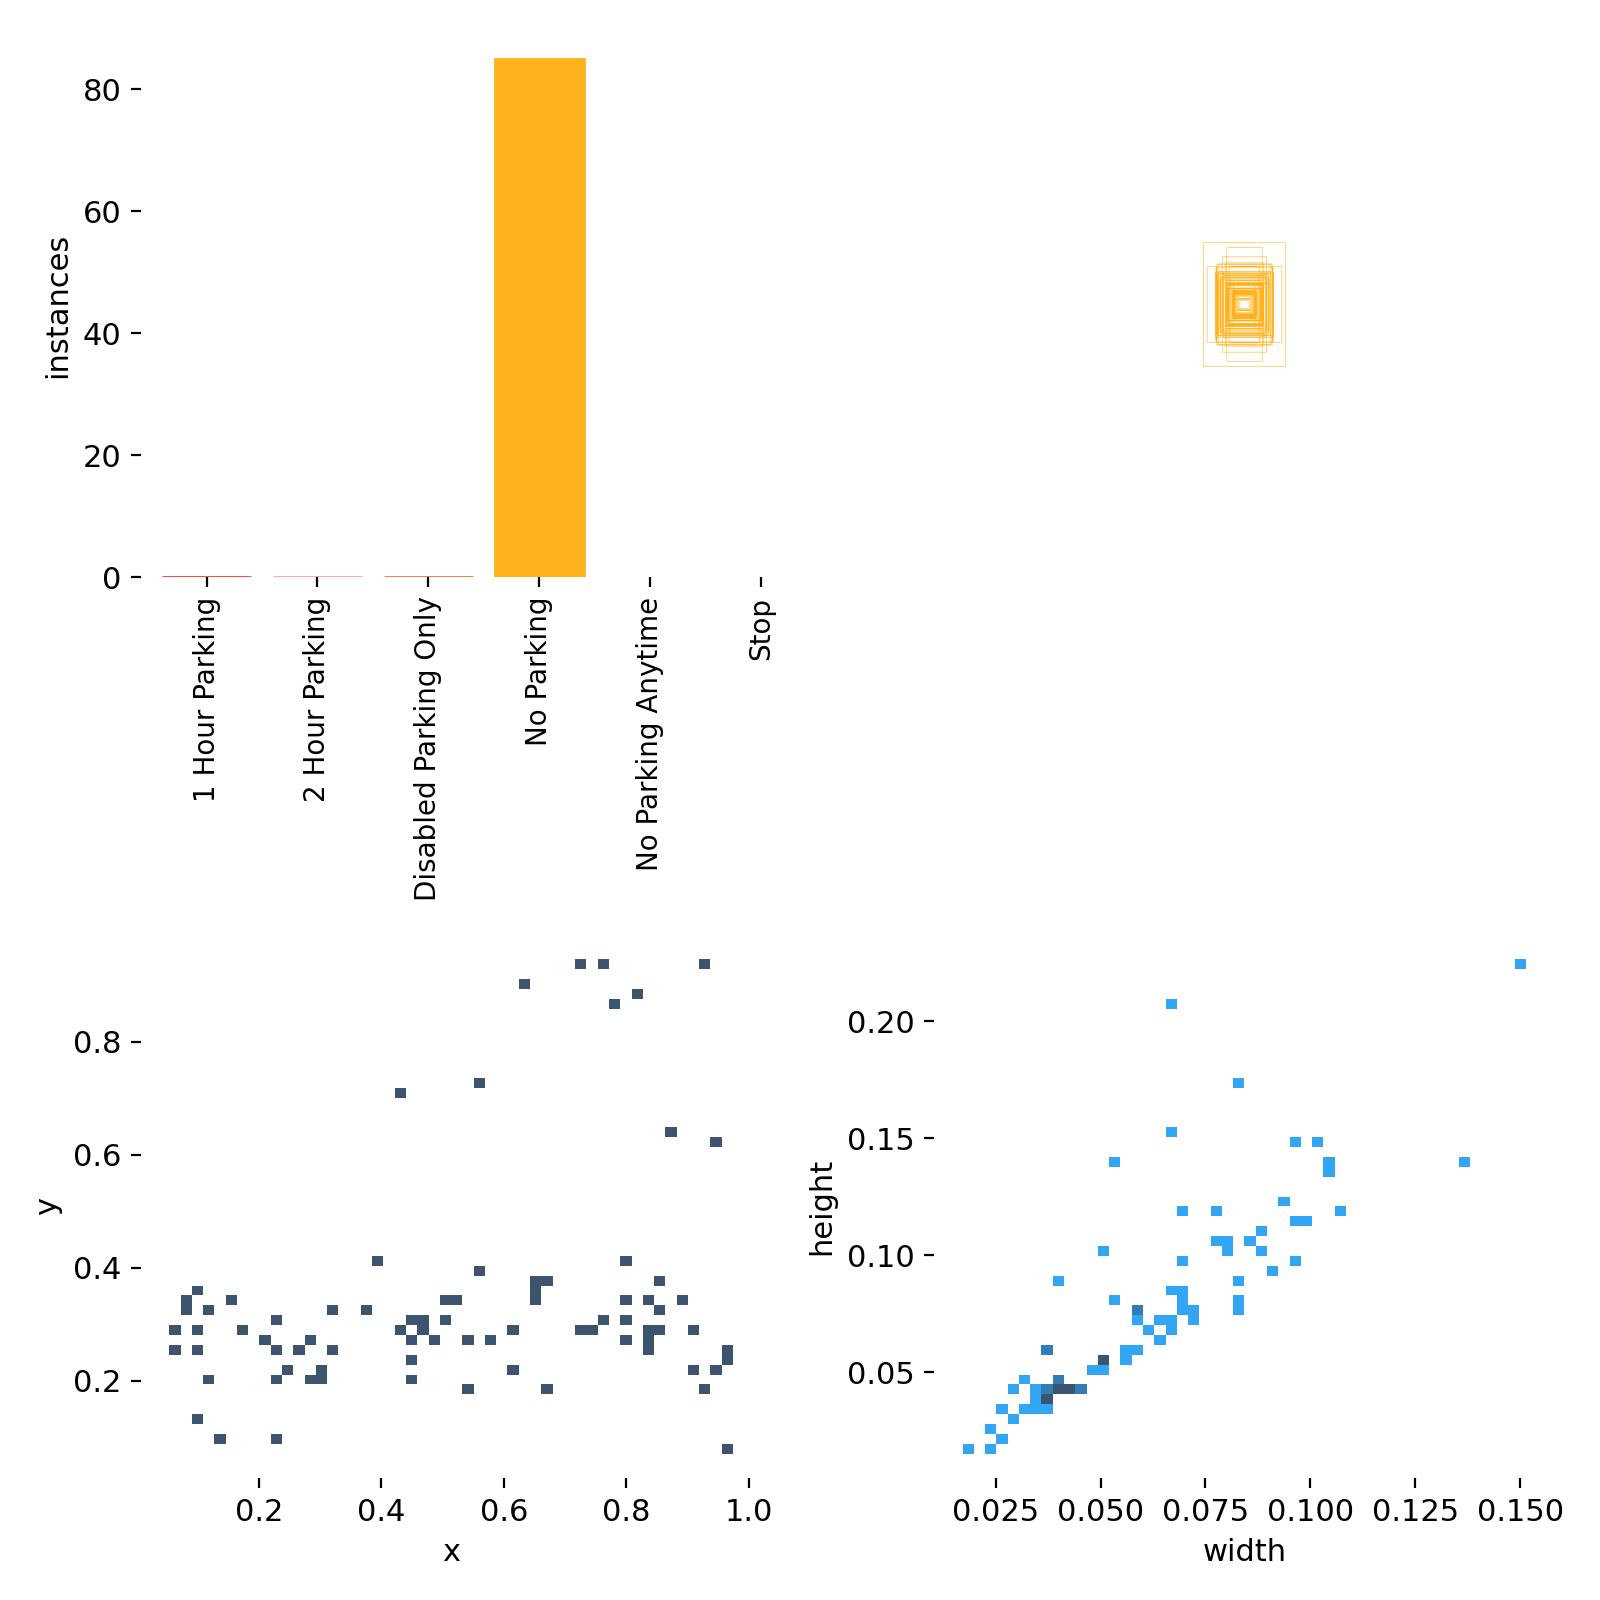 80
60
40
20
0
instances
1 Hour Parking
2 Hour Parking
Disabled Parking Only
No Parking
No Parking Anytime
Stop
0.8
0.6
0.4
0.2
y
0.2 0.4 0.6 0.8 1.0
x
0.20
0.15
0.10
0.05
height
0.025 0.050 0.075 0.100 0.125 0.150
width